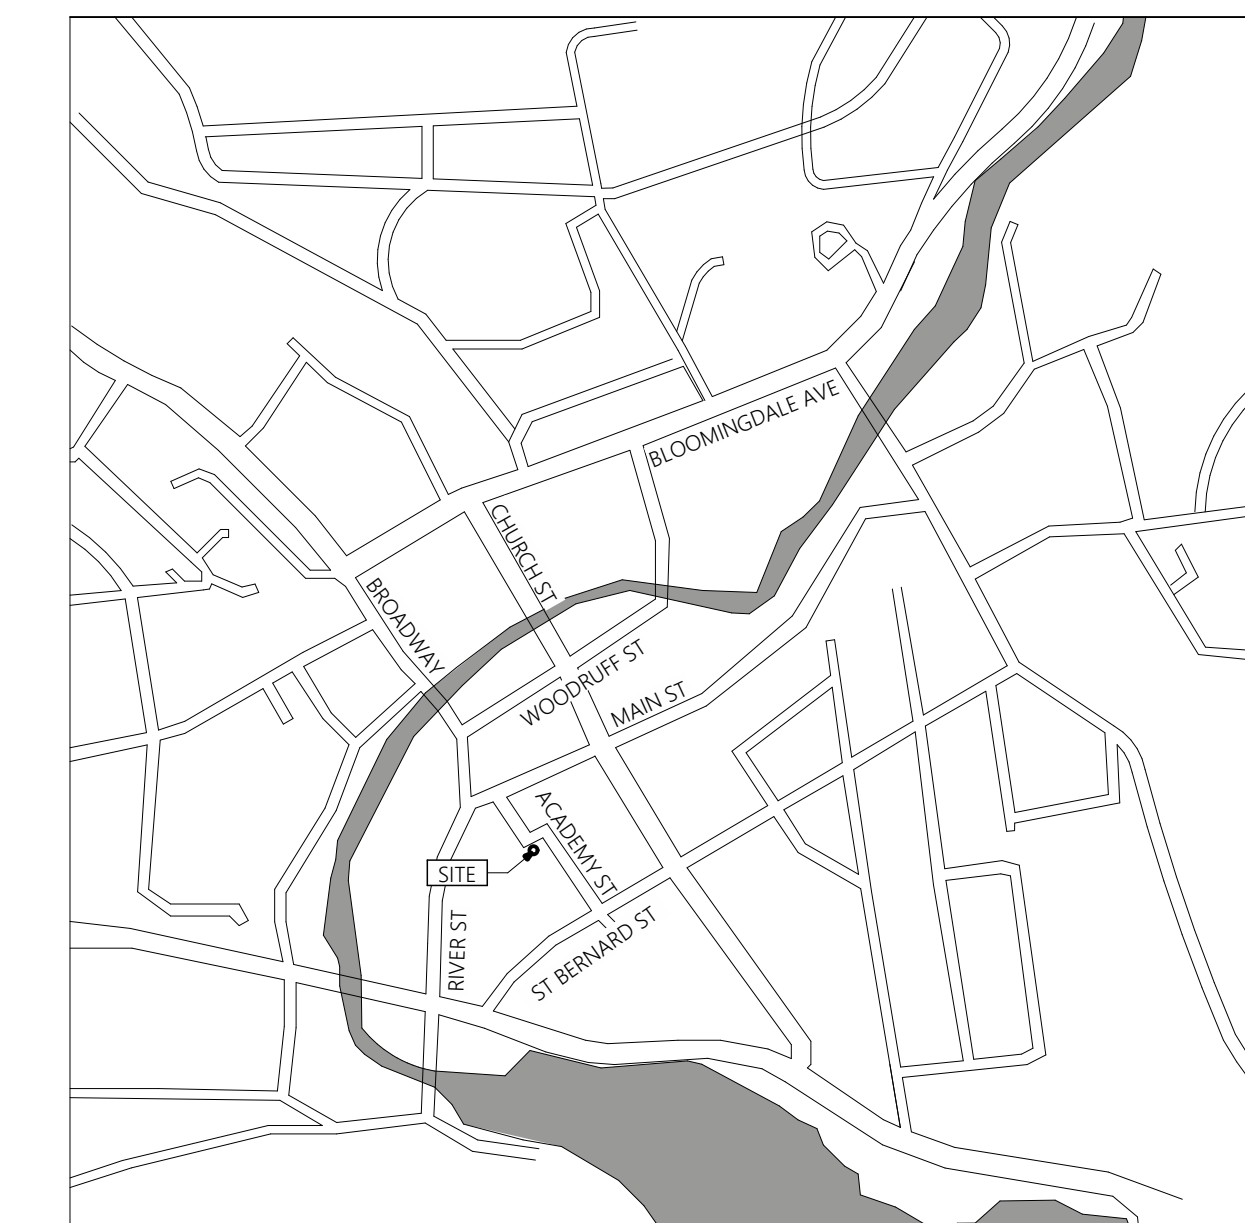 BLOOMINGDALE AVE
CHURCH ST
BROADWAY
WOODRUFF ST
MAIN ST
ACADEMY ST
SITE
RIVER ST
ST BERNARD ST